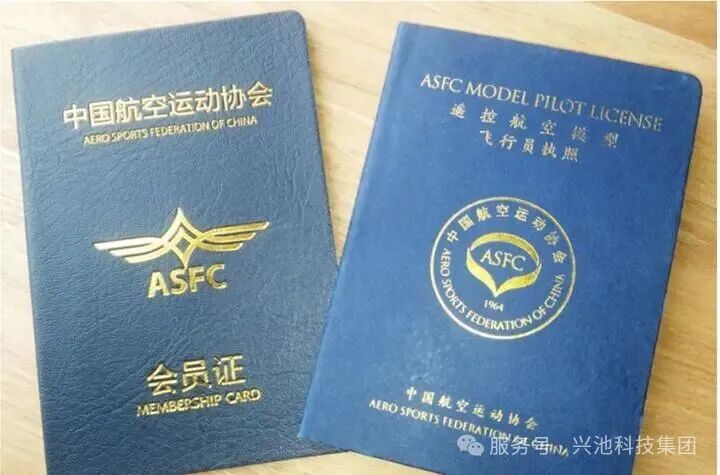 中国航空运动协会
AERO SPORTS FEDERATION OF CHINA
ASFC
会员证
MEMBERSHIP CARD
ASFC MODEL PILOT LICENSE
遥控航空模型
飞行员执照
中国航空运动协会
ASFC
1964
AERO SPORTS FEDERATION OF CHINA
中国航空运动协会
AERO SPORTS FEDERATION OF CHINA
服务号 · 兴池科技集团